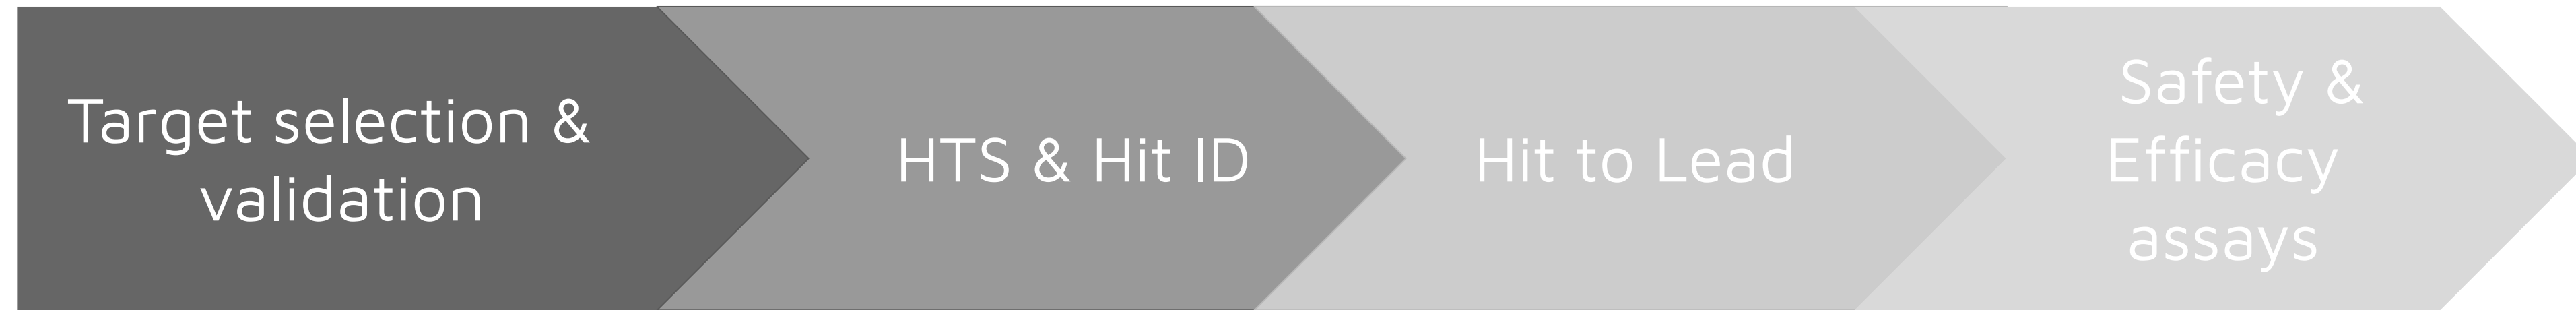 Target selection &
validation
HTS & Hit ID
Hit to Lead
Safety &
Efficacy
assays